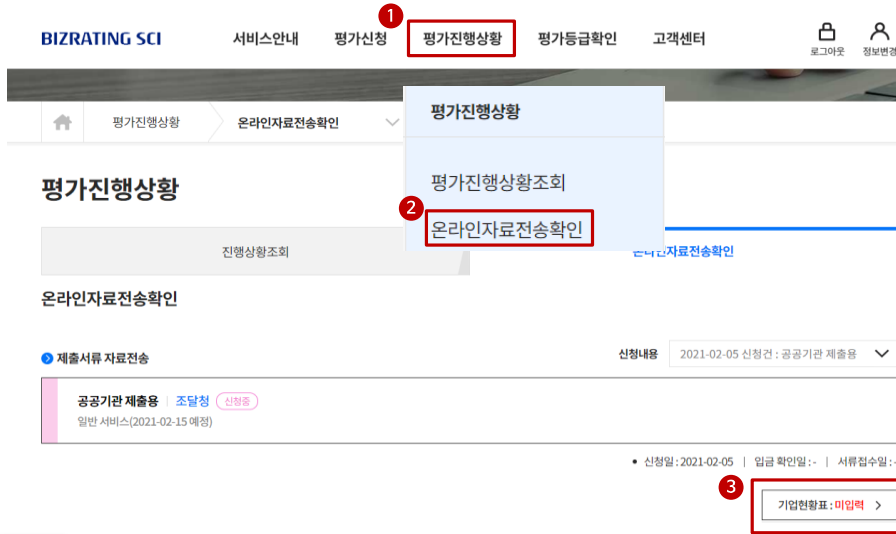 1
BIZRATING SCI 서비스안내 평가신청 평가진행상황 평가등급확인 고객센터
로그아웃 정보변경
평가진행상황 온라인자료전송확인
평가진행상황
평가진행상황조회
2 온라인자료전송확인
평가진행상황
진행상황조회 온라인자료전송확인
온라인자료전송확인
제출서류 자료전송 신청내용 2021-02-05 신청건 : 공공기관 제출용
공공기관 제출용 | 조달청 신청중
일반 서비스(2021-02-15 예정)
• 신청일 : 2021-02-05 | 입금 확인일 : - | 서류접수일 : -
3
기업현황표 : 미입력 >